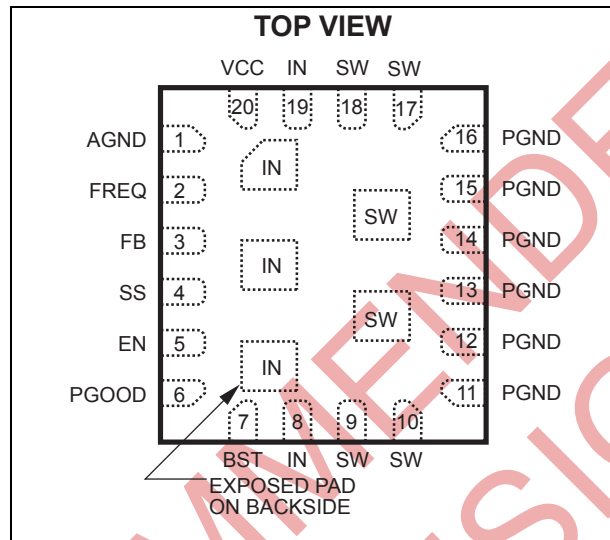 TOP VIEW
VCC IN SW SW
20 19 18 17
AGND 1 16 PGND
IN
FREQ 2 15 PGND
SW
FB 3 14 PGND
IN
SS 4 13 PGND
SW
EN 5 12 PGND
IN
PGOOD 6 11 PGND
7 8 9 10
BST IN SW SW
EXPOSED PAD
ON BACKSIDE